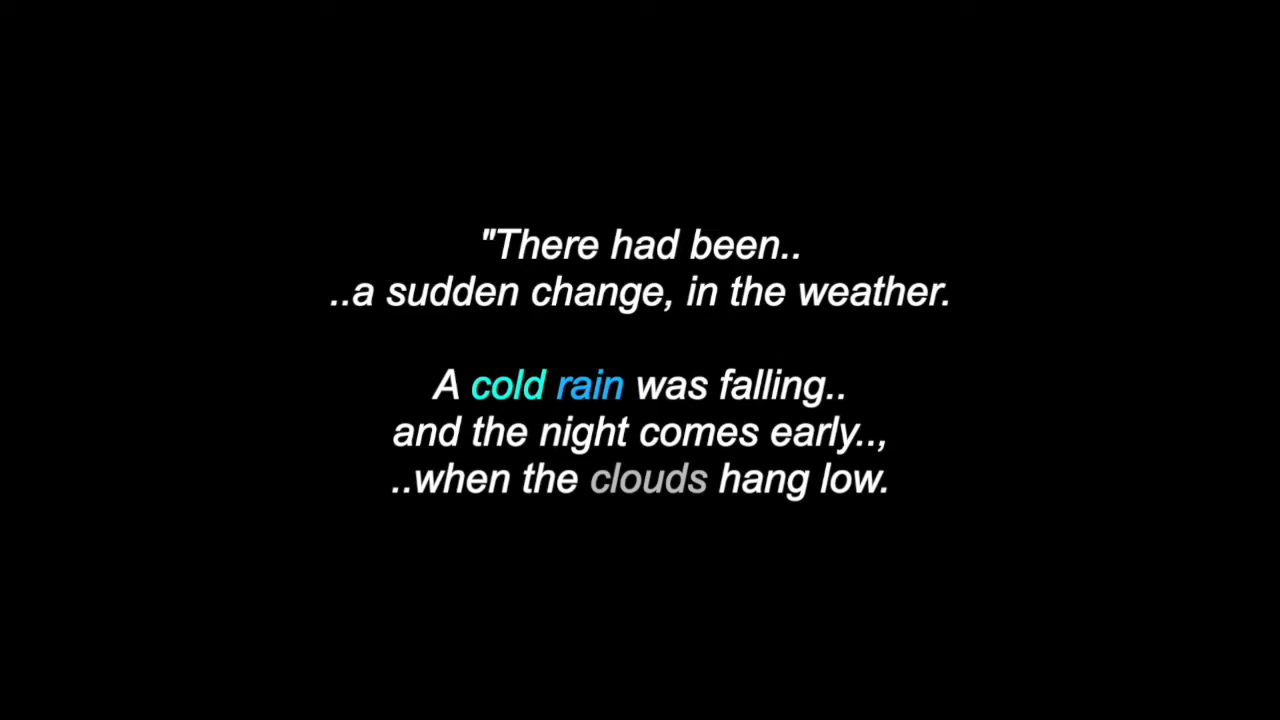 "There had been..
..a sudden change, in the weather.
A cold rain was falling..
and the night comes early..,
..when the clouds hang low.